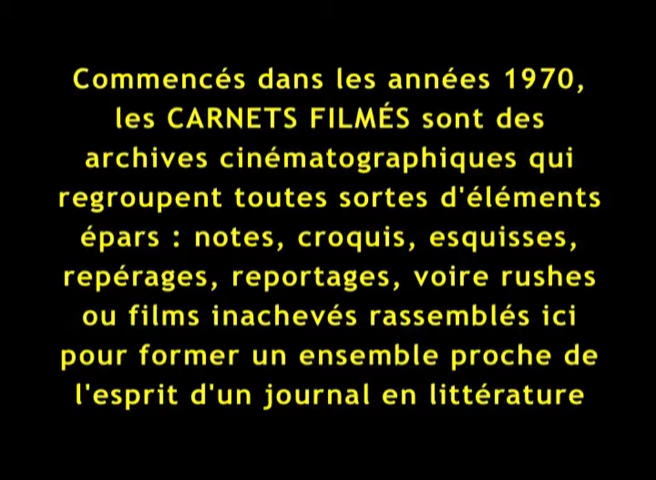 Commencés dans les années 1970,
les CARNETS FILMÉS sont des
archives cinématographiques qui
regroupent toutes sortes d'éléments
épars : notes, croquis, esquisses,
repérages, reportages, voire rushes
ou films inachevés rassemblés ici
pour former un ensemble proche de
l'esprit d'un journal en littérature